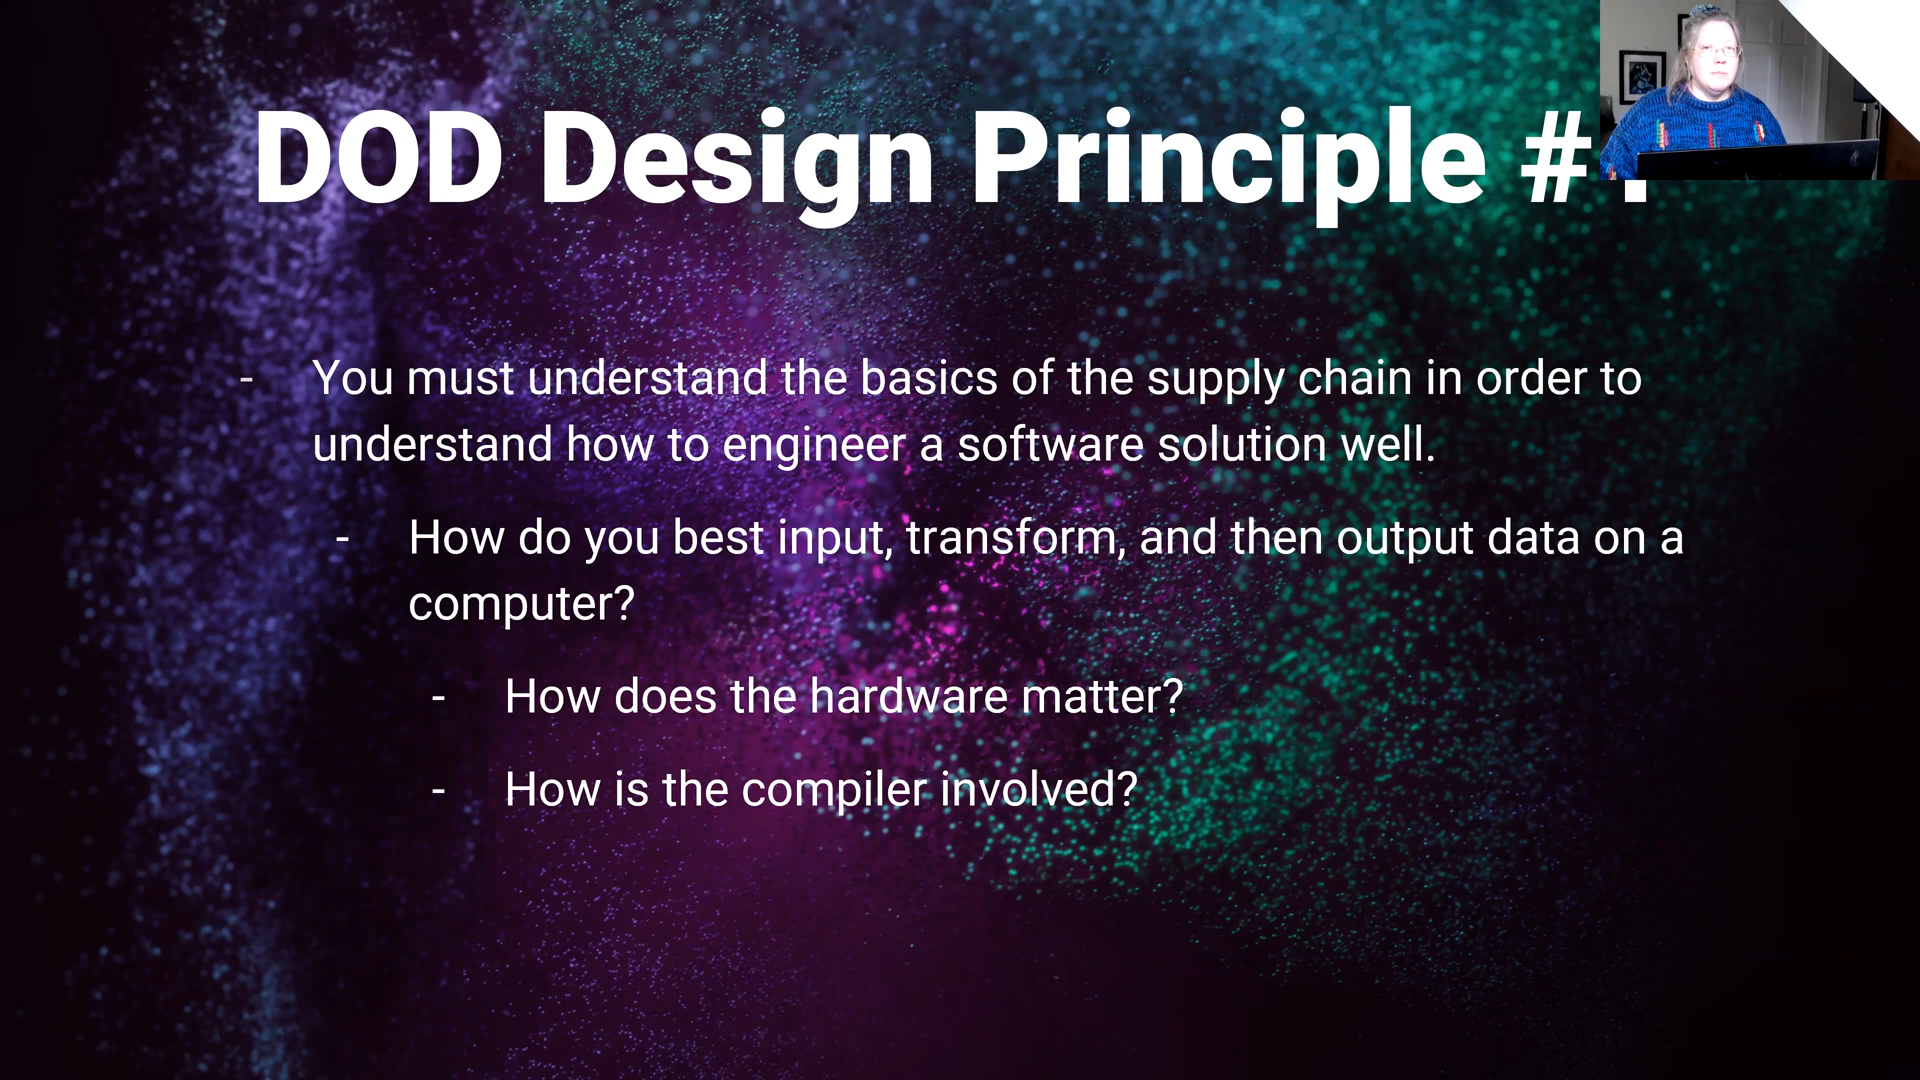 DOD Design Principle #
- You must understand the basics of the supply chain in order to
understand how to engineer a software solution well.
- How do you best input, transform, and then output data on a
computer?
- How does the hardware matter?
- How is the compiler involved?